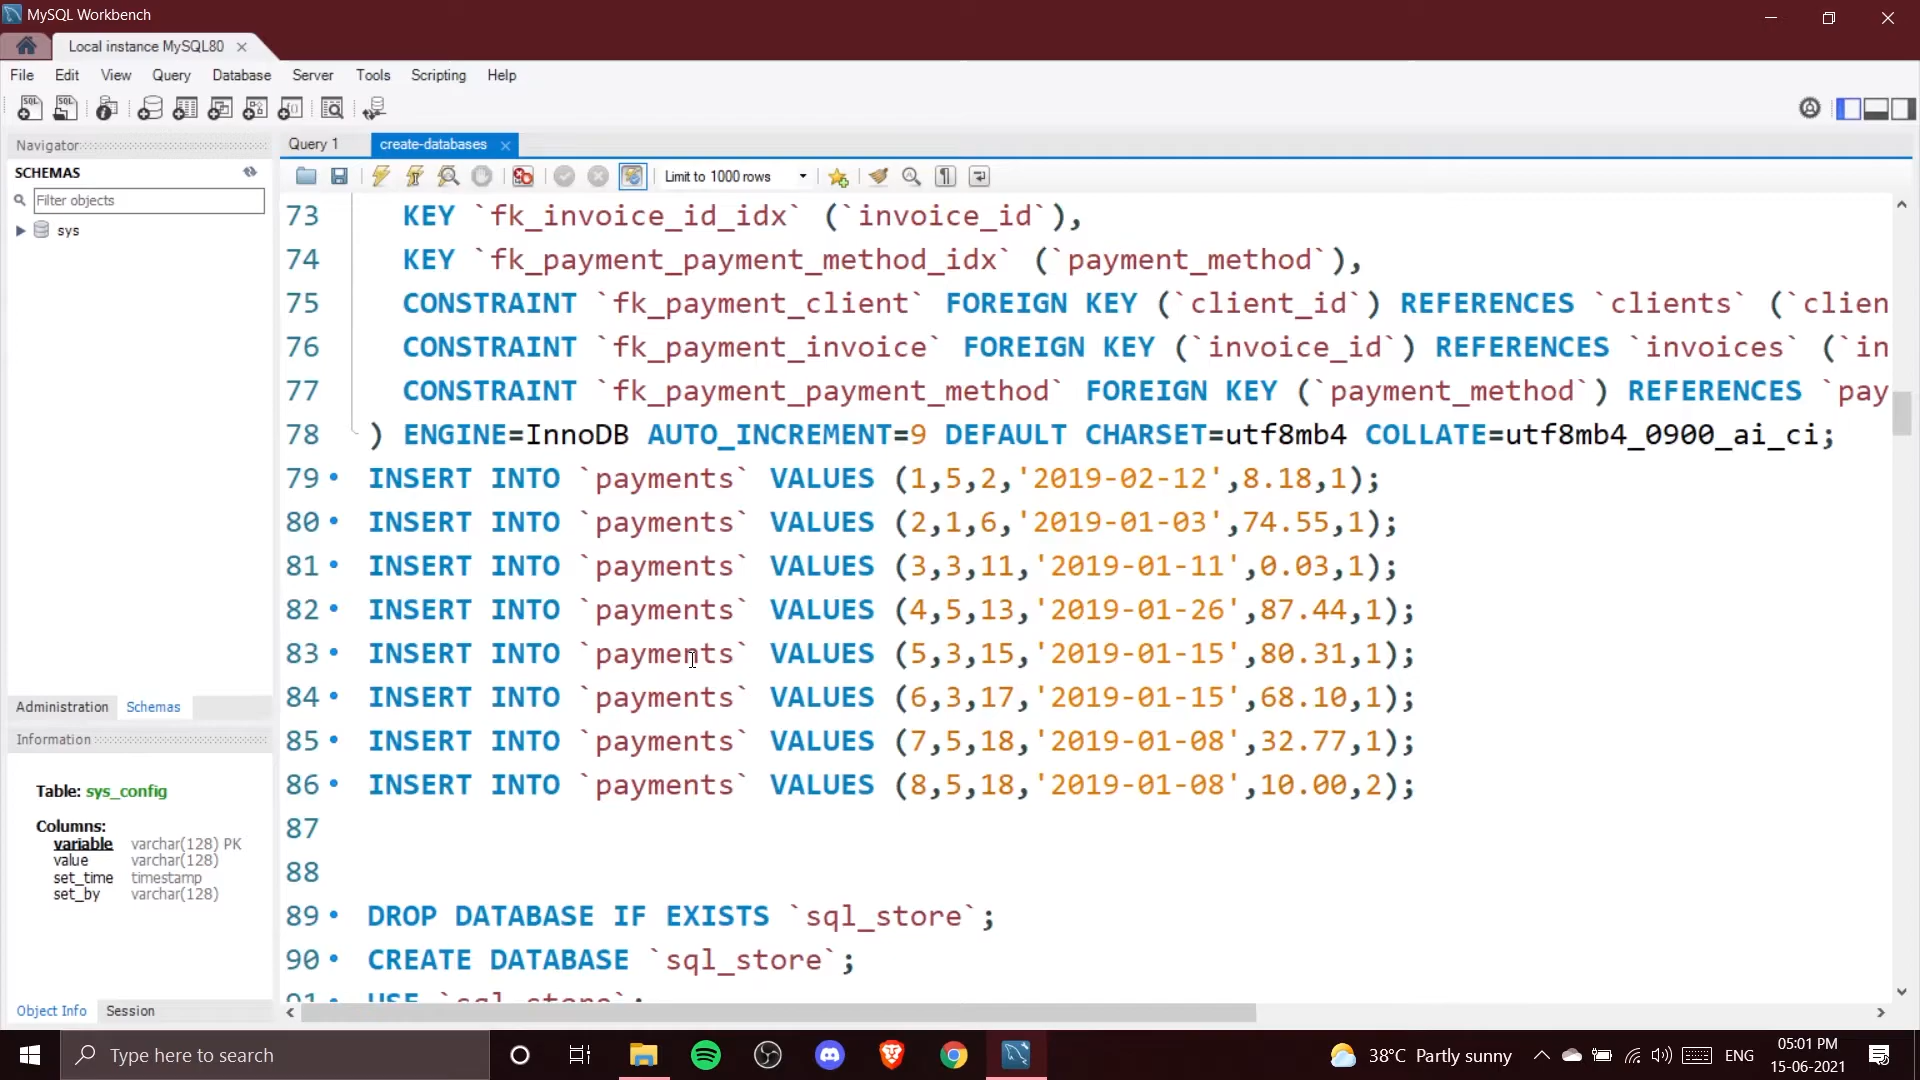 MySQL Workbench
Local instance MySQL80
File Edit View Query Database Server Tools Scripting Help
Navigator
SCHEMAS
Filter objects
sys
Administration Schemas
Information
Table: sys_config
Columns:
variable varchar(128) PK
value varchar(128)
set_time timestamp
set_by varchar(128)
Object Info Session
Query 1 create-databases
Limit to 1000 rows
73 KEY `fk_invoice_id_idx` (`invoice_id`),
74 KEY `fk_payment_payment_method_idx` (`payment_method`),
75 CONSTRAINT `fk_payment_client` FOREIGN KEY (`client_id`) REFERENCES `clients` (`clien
76 CONSTRAINT `fk_payment_invoice` FOREIGN KEY (`invoice_id`) REFERENCES `invoices` (`in
77 CONSTRAINT `fk_payment_payment_method` FOREIGN KEY (`payment_method`) REFERENCES `pay
78 ) ENGINE=InnoDB AUTO_INCREMENT=9 DEFAULT CHARSET=utf8mb4 COLLATE=utf8mb4_0900_ai_ci;
79 INSERT INTO `payments` VALUES (1,5,2,'2019-02-12',8.18,1);
80 INSERT INTO `payments` VALUES (2,1,6,'2019-01-03',74.55,1);
81 INSERT INTO `payments` VALUES (3,3,11,'2019-01-11',0.03,1);
82 INSERT INTO `payments` VALUES (4,5,13,'2019-01-26',87.44,1);
83 INSERT INTO `payments` VALUES (5,3,15,'2019-01-15',80.31,1);
84 INSERT INTO `payments` VALUES (6,3,17,'2019-01-15',68.10,1);
85 INSERT INTO `payments` VALUES (7,5,18,'2019-01-08',32.77,1);
86 INSERT INTO `payments` VALUES (8,5,18,'2019-01-08',10.00,2);
87
88
89 DROP DATABASE IF EXISTS `sql_store`;
90 CREATE DATABASE `sql_store`;
91 USE `sql_store`;
Type here to search
38°C Partly sunny
ENG
05:01 PM
15-06-2021